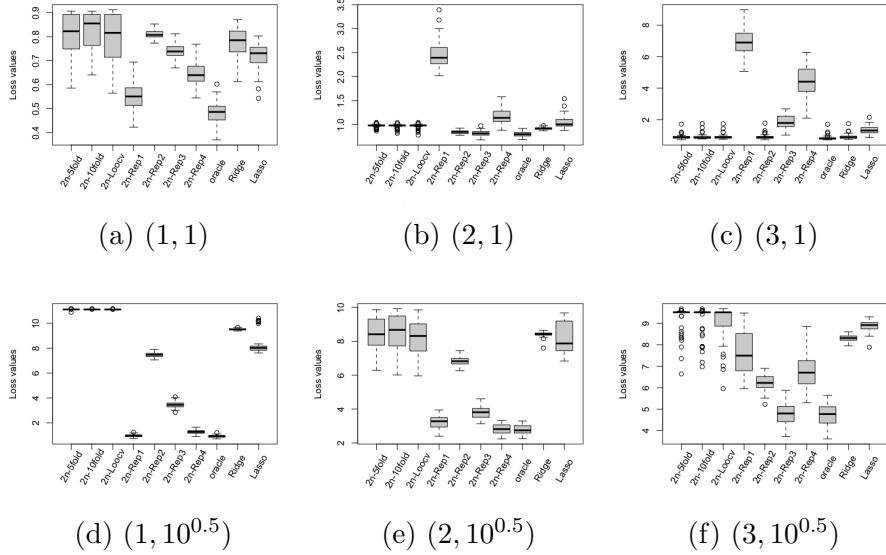 Loss values
0.9
0.8
0.7
0.6
0.5
0.4
2n-5fold
2n-10fold
2n-Loocv
2n-Rep1
2n-Rep2
2n-Rep3
2n-Rep4
oracle
Ridge
Lasso
(a) (1, 1)
Loss values
3.5
3.0
2.5
2.0
1.5
1.0
2n-5fold
2n-10fold
2n-Loocv
2n-Rep1
2n-Rep2
2n-Rep3
2n-Rep4
oracle
Ridge
Lasso
(b) (2, 1)
Loss values
8
6
4
2
2n-5fold
2n-10fold
2n-Loocv
2n-Rep1
2n-Rep2
2n-Rep3
2n-Rep4
oracle
Ridge
Lasso
(c) (3, 1)
Loss values
10
8
6
4
2
2n-5fold
2n-10fold
2n-Loocv
2n-Rep1
2n-Rep2
2n-Rep3
2n-Rep4
oracle
Ridge
Lasso
(d) (1, 10^0.5)
Loss values
10
8
6
4
2
2n-5fold
2n-10fold
2n-Loocv
2n-Rep1
2n-Rep2
2n-Rep3
2n-Rep4
oracle
Ridge
Lasso
(e) (2, 10^0.5)
Loss values
9
8
7
6
5
4
2n-5fold
2n-10fold
2n-Loocv
2n-Rep1
2n-Rep2
2n-Rep3
2n-Rep4
oracle
Ridge
Lasso
(f) (3, 10^0.5)